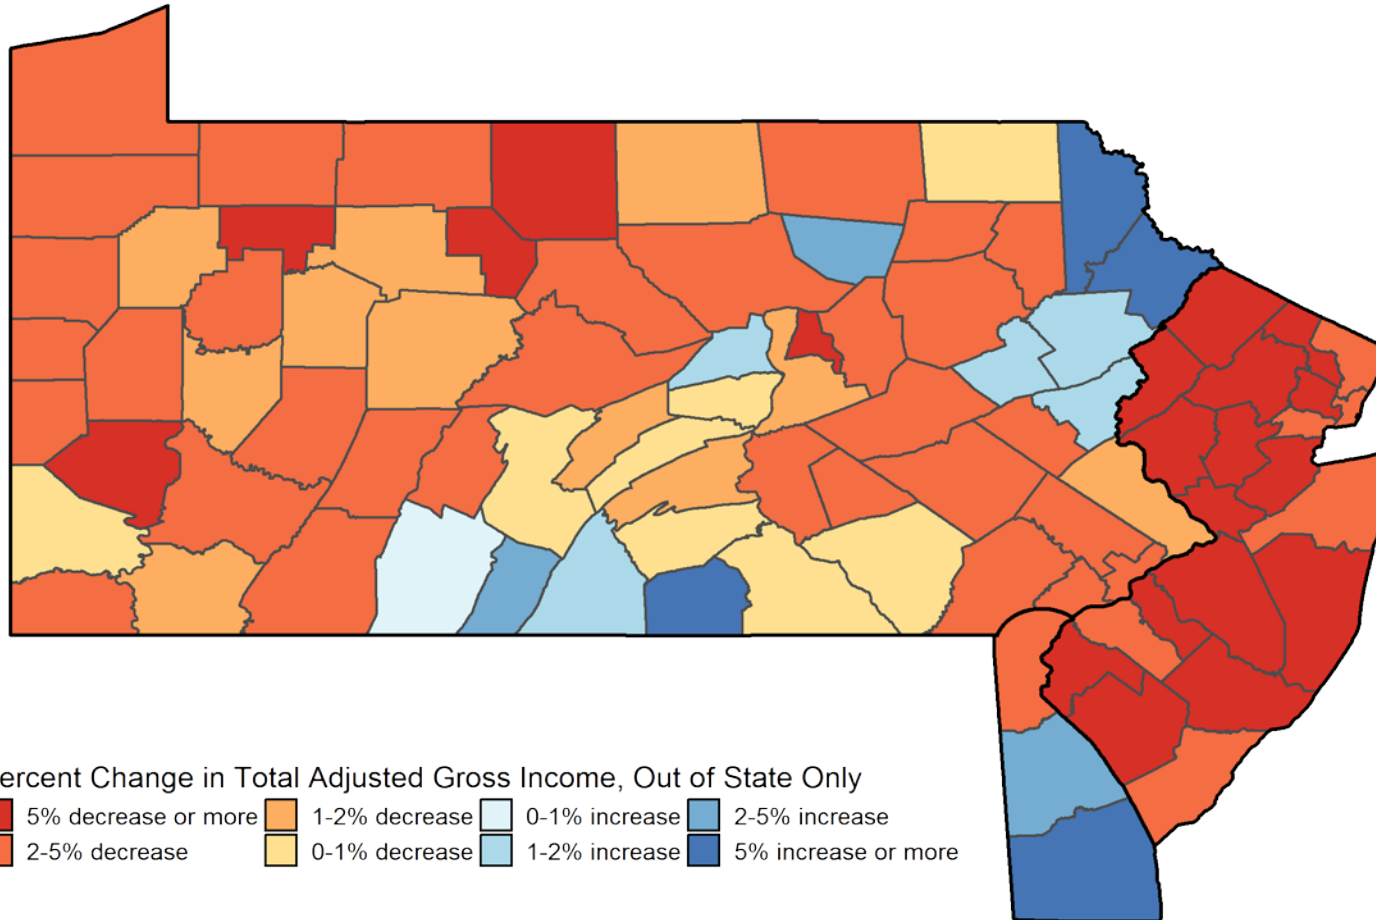 ercent Change in Total Adjusted Gross Income, Out of State Only
5% decrease or more 1-2% decrease 0-1% increase 2-5% increase
2-5% decrease 0-1% decrease 1-2% increase 5% increase or more